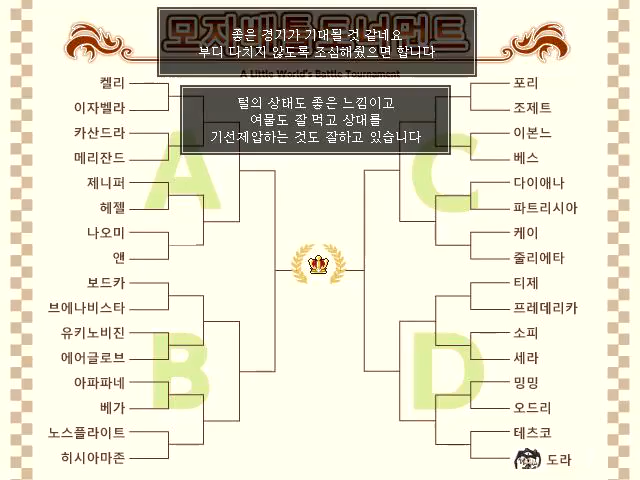 모자배틀토너먼트
좋은 경기가 기대될 것 같네요
부디 다치지 않도록 조심해줬으면 합니다
A Little World's Battle Tournament
털의 상태도 좋은 느낌이고
여물도 잘 먹고 상대를
기선제압하는 것도 잘하고 있습니다
A
켈리
이자벨라
카산드라
메리잔드
제니퍼
헤젤
나오미
앤
B
보드카
브에나비스타
유키노비진
에어글로브
아파파네
베가
노스플라이트
히시아마존
C
포리
조제트
이본느
베스
다이애나
파트리시아
케이
줄리에타
D
티제
프레데리카
소피
세라
밍밍
오드리
테츠코
도라